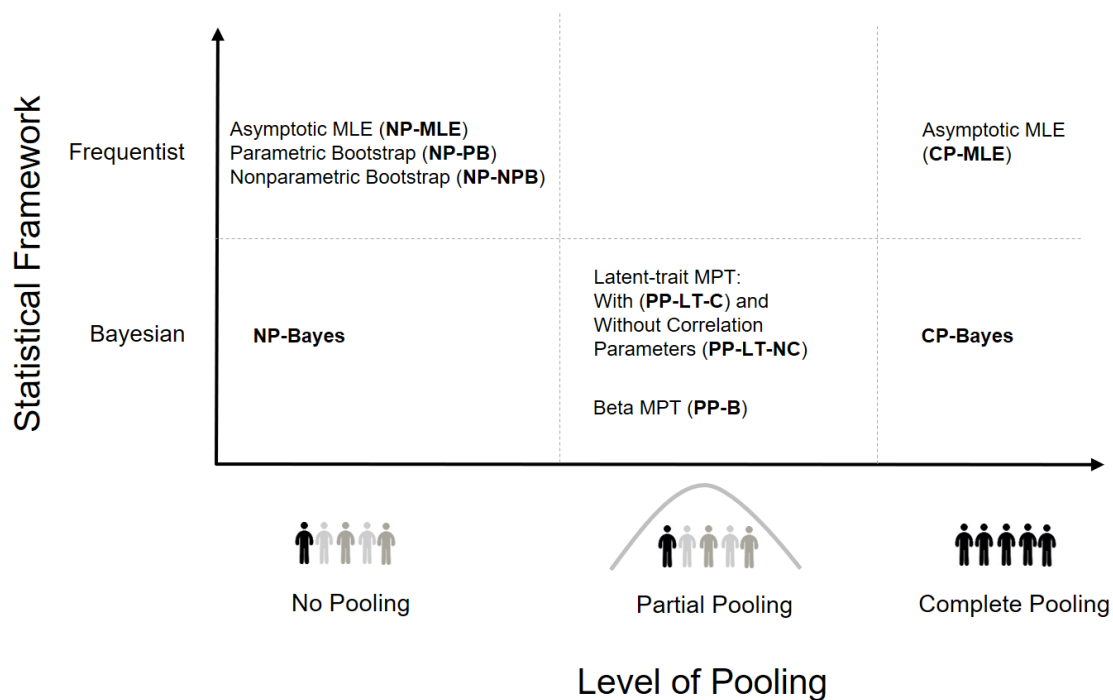 Statistical Framework
Frequentist
Asymptotic MLE (NP-MLE)
Parametric Bootstrap (NP-PB)
Nonparametric Bootstrap (NP-NPB)
Asymptotic MLE
(CP-MLE)
Bayesian
NP-Bayes
Latent-trait MPT:
With (PP-LT-C) and
Without Correlation
Parameters (PP-LT-NC)
Beta MPT (PP-B)
CP-Bayes
No Pooling
Partial Pooling
Complete Pooling
Level of Pooling